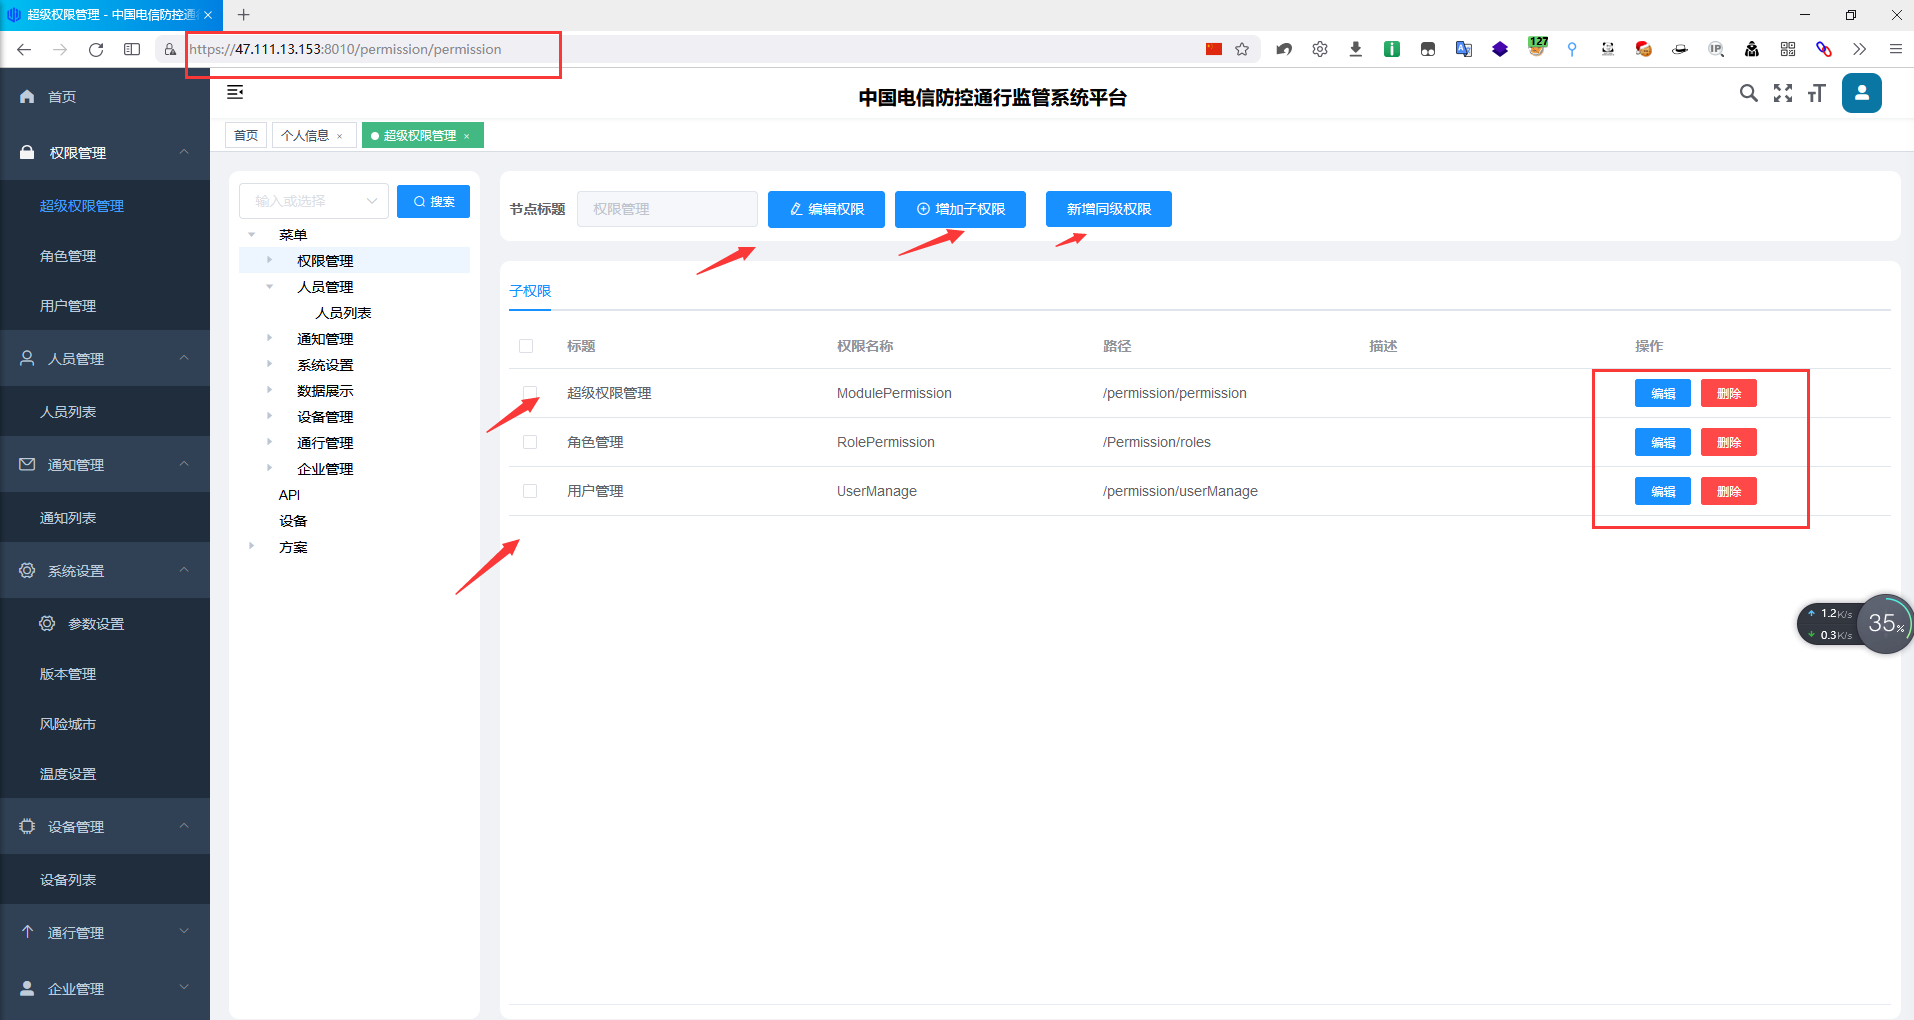 超级权限管理 - 中国电信防控通
https://47.111.13.153:8010/permission/permission
127
IP
首页
权限管理
超级权限管理
角色管理
用户管理
人员管理
人员列表
通知管理
通知列表
系统设置
参数设置
版本管理
风险城市
温度设置
设备管理
设备列表
通行管理
企业管理
中国电信防控通行监管系统平台
首页
个人信息 ×
超级权限管理 ×
输入或选择
搜索
菜单
权限管理
人员管理
人员列表
通知管理
系统设置
数据展示
设备管理
通行管理
企业管理
API
设备
方案
节点标题 权限管理 编辑权限 增加子权限 新增同级权限
子权限
标题 权限名称 路径 描述 操作
超级权限管理 ModulePermission /permission/permission 编辑 删除
角色管理 RolePermission /Permission/roles 编辑 删除
用户管理 UserManage /permission/userManage 编辑 删除
1.2K/s
0.3K/s
35%